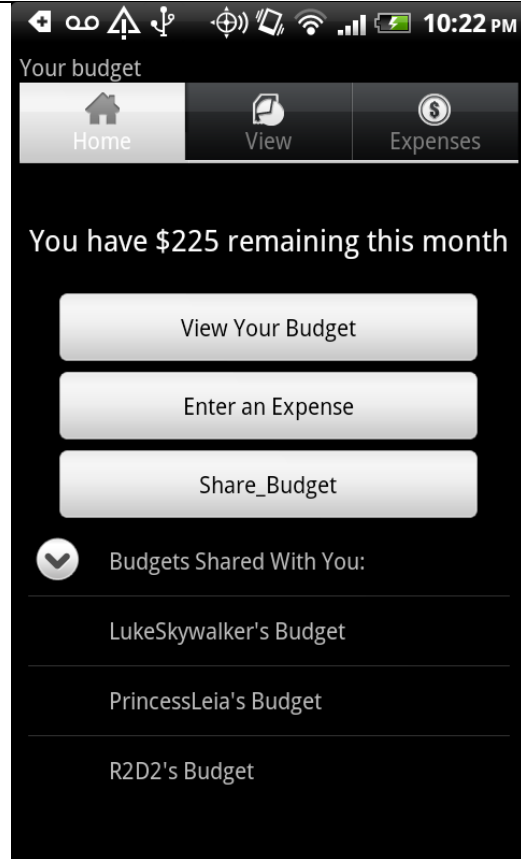 10:22 PM
Your budget
Home View Expenses
You have $225 remaining this month
View Your Budget
Enter an Expense
Share_Budget
Budgets Shared With You:
LukeSkywalker's Budget
PrincessLeia's Budget
R2D2's Budget